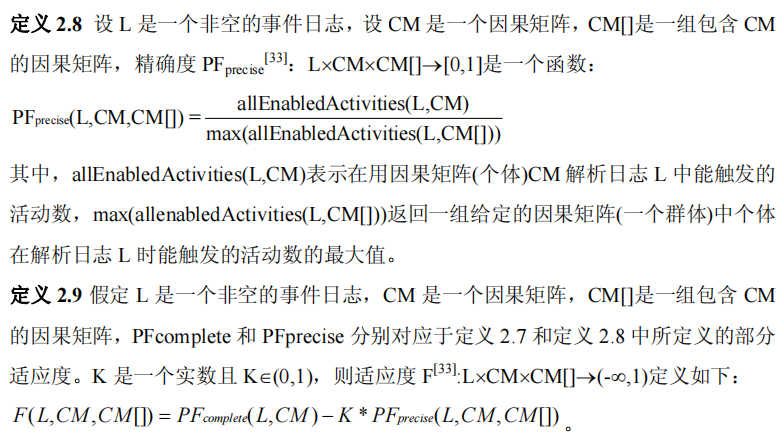 定义 2.8 设 L 是一个非空的事件日志，设 CM 是一个因果矩阵，CM[]是一组包含 CM
的因果矩阵，精确度 PFprecise[33]：L×CM×CM[]→[0,1]是一个函数：
PFprecise(L,CM,CM[]) = allEnabledActivities(L,CM)
max(allEnabledActivities(L,CM[]))
其中，allEnabledActivities(L,CM)表示在用因果矩阵(个体)CM 解析日志 L 中能触发的
活动数，max(allenabledActivities(L,CM[]))返回一组给定的因果矩阵(一个群体)中个体
在解析日志 L 时能触发的活动数的最大值。
定义 2.9 假定 L 是一个非空的事件日志，CM 是一个因果矩阵，CM[]是一组包含 CM
的因果矩阵，PFcomplete 和 PFprecise 分别对应于定义 2.7 和定义 2.8 中所定义的部分
适应度。K 是一个实数且 K∈(0,1)，则适应度 F[33]:L×CM×CM[]→(-∞,1)定义如下：
F(L,CM,CM[]) = PFcomplete(L,CM) − K * PFprecise(L,CM,CM[]) 。